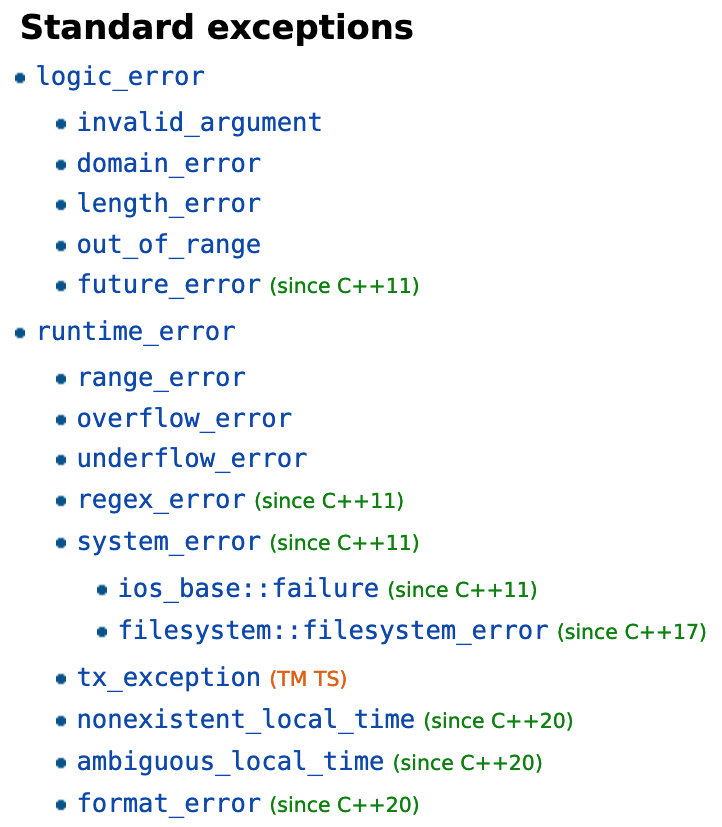 Standard exceptions
logic_error
invalid_argument
domain_error
length_error
out_of_range
future_error (since C++11)
runtime_error
range_error
overflow_error
underflow_error
regex_error (since C++11)
system_error (since C++11)
ios_base::failure (since C++11)
filesystem::filesystem_error (since C++17)
tx_exception (TM TS)
nonexistent_local_time (since C++20)
ambiguous_local_time (since C++20)
format_error (since C++20)